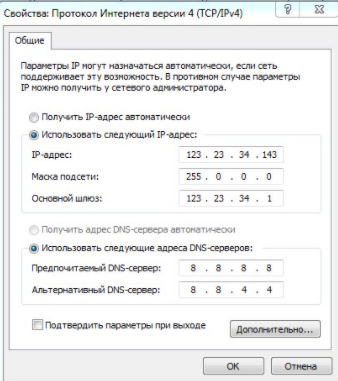 Свойства: Протокол Интернета версии 4 (TCP/IPv4)
Общие
Параметры IP могут назначаться автоматически, если сеть
поддерживает эту возможность. В противном случае параметры
IP можно получить у сетевого администратора.
Получить IP-адрес автоматически
Использовать следующий IP-адрес:
IP-адрес: 123 . 23 . 34 . 143
Маска подсети: 255 . 0 . 0 . 0
Основной шлюз: 123 . 23 . 34 . 1
Получить адрес DNS-сервера автоматически
Использовать следующие адреса DNS-серверов:
Предпочитаемый DNS-сервер: 8 . 8 . 8 . 8
Альтернативный DNS-сервер: 8 . 8 . 4 . 4
Подтвердить параметры при выходе
Дополнительно...
ОК Отмена